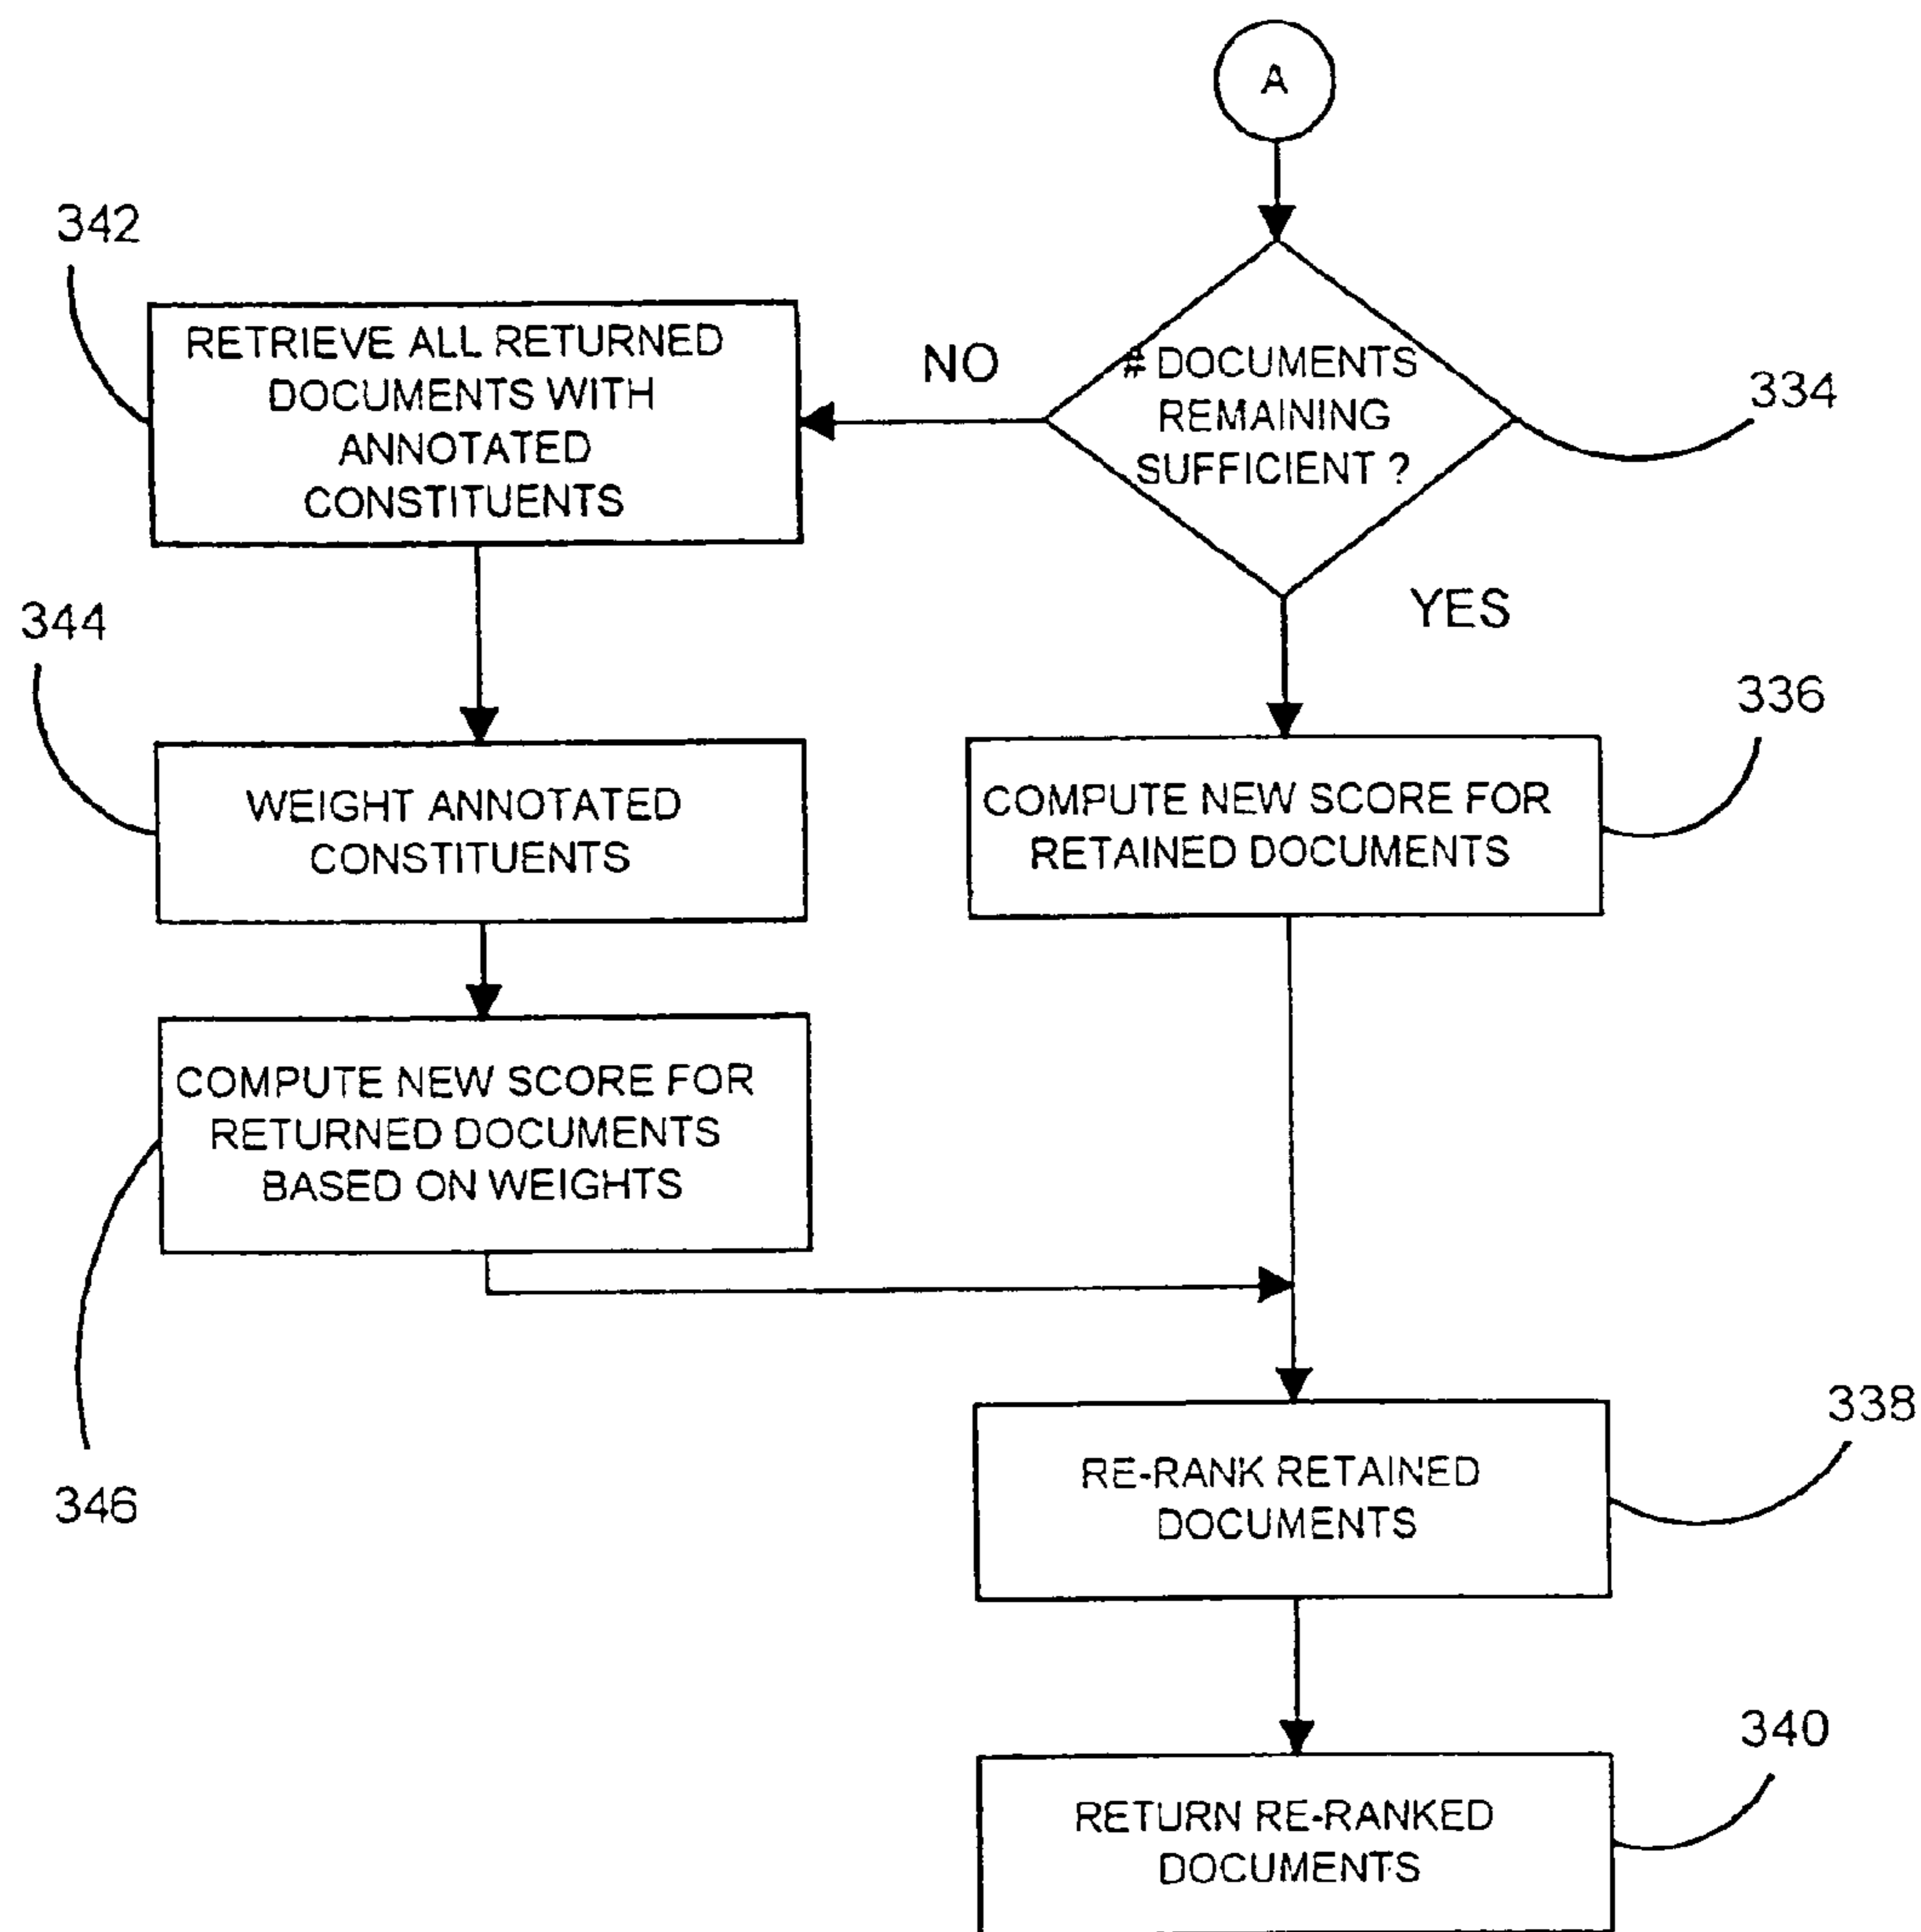 A
342
RETRIEVE ALL RETURNED
DOCUMENTS WITH
ANNOTATED
CONSTITUENTS
NO
# DOCUMENTS
REMAINING
SUFFICIENT ?
334
YES
344
WEIGHT ANNOTATED
CONSTITUENTS
336
COMPUTE NEW SCORE FOR
RETAINED DOCUMENTS
COMPUTE NEW SCORE FOR
RETURNED DOCUMENTS
BASED ON WEIGHTS
346
338
RE-RANK RETAINED
DOCUMENTS
340
RETURN RE-RANKED
DOCUMENTS